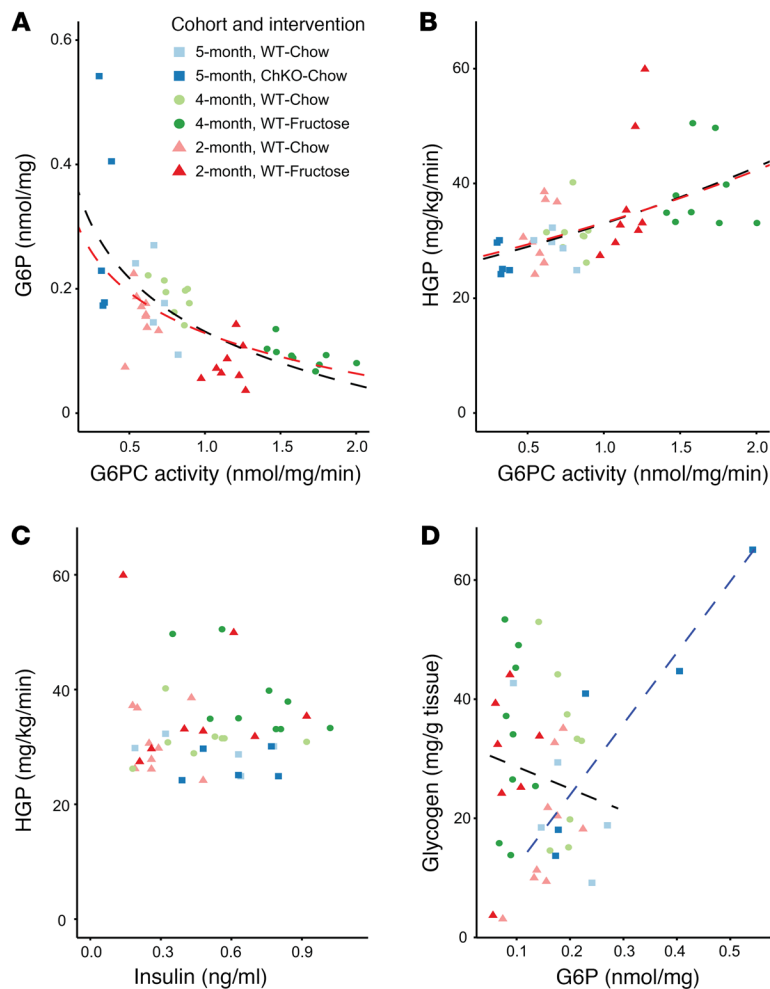 A
Cohort and intervention
5-month, WT-Chow
5-month, ChKO-Chow
4-month, WT-Chow
4-month, WT-Fructose
2-month, WT-Chow
2-month, WT-Fructose
G6P (nmol/mg)
0.6
0.4
0.2
0
0.5
1.0
1.5
2.0
G6PC activity (nmol/mg/min)
B
HGP (mg/kg/min)
60
40
20
0
0.5
1.0
1.5
2.0
G6PC activity (nmol/mg/min)
C
HGP (mg/kg/min)
60
40
20
0
0.0
0.3
0.6
0.9
Insulin (ng/ml)
D
Glycogen (mg/g tissue)
60
40
20
0
0.1
0.2
0.3
0.4
0.5
G6P (nmol/mg)